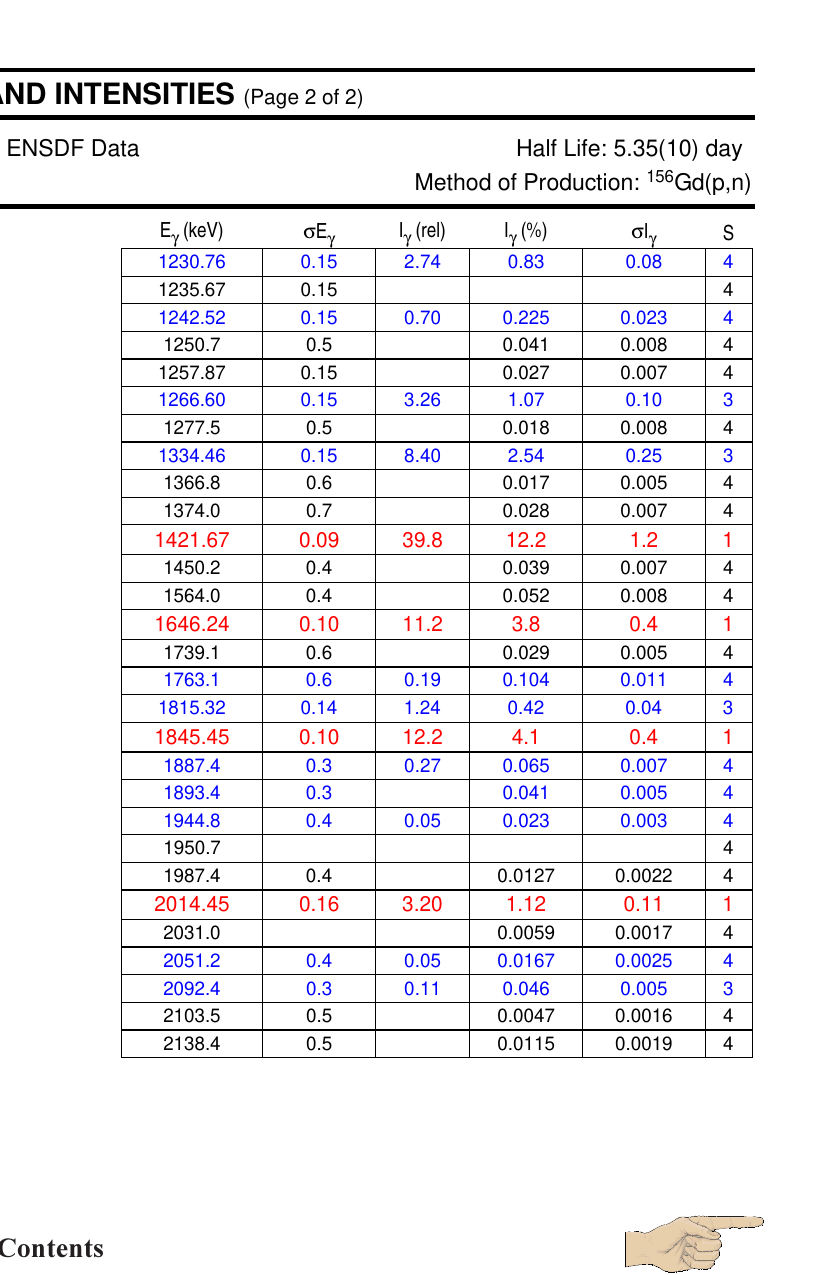 AND INTENSITIES (Page 2 of 2)
ENSDF Data Half Life: 5.35(10) day
Method of Production: ¹⁵⁶Gd(p,n)
Eγ (keV) σEγ Iγ (rel) Iγ (%) σIγ S
1230.76 0.15 2.74 0.83 0.08 4
1235.67 0.15 4
1242.52 0.15 0.70 0.225 0.023 4
1250.7 0.5 0.041 0.008 4
1257.87 0.15 0.027 0.007 4
1266.60 0.15 3.26 1.07 0.10 3
1277.5 0.5 0.018 0.008 4
1334.46 0.15 8.40 2.54 0.25 3
1366.8 0.6 0.017 0.005 4
1374.0 0.7 0.028 0.007 4
1421.67 0.09 39.8 12.2 1.2 1
1450.2 0.4 0.039 0.007 4
1564.0 0.4 0.052 0.008 4
1646.24 0.10 11.2 3.8 0.4 1
1739.1 0.6 0.029 0.005 4
1763.1 0.6 0.19 0.104 0.011 4
1815.32 0.14 1.24 0.42 0.04 3
1845.45 0.10 12.2 4.1 0.4 1
1887.4 0.3 0.27 0.065 0.007 4
1893.4 0.3 0.041 0.005 4
1944.8 0.4 0.05 0.023 0.003 4
1950.7 4
1987.4 0.4 0.0127 0.0022 4
2014.45 0.16 3.20 1.12 0.11 1
2031.0 0.0059 0.0017 4
2051.2 0.4 0.05 0.0167 0.0025 4
2092.4 0.3 0.11 0.046 0.005 3
2103.5 0.5 0.0047 0.0016 4
2138.4 0.5 0.0115 0.0019 4
Contents